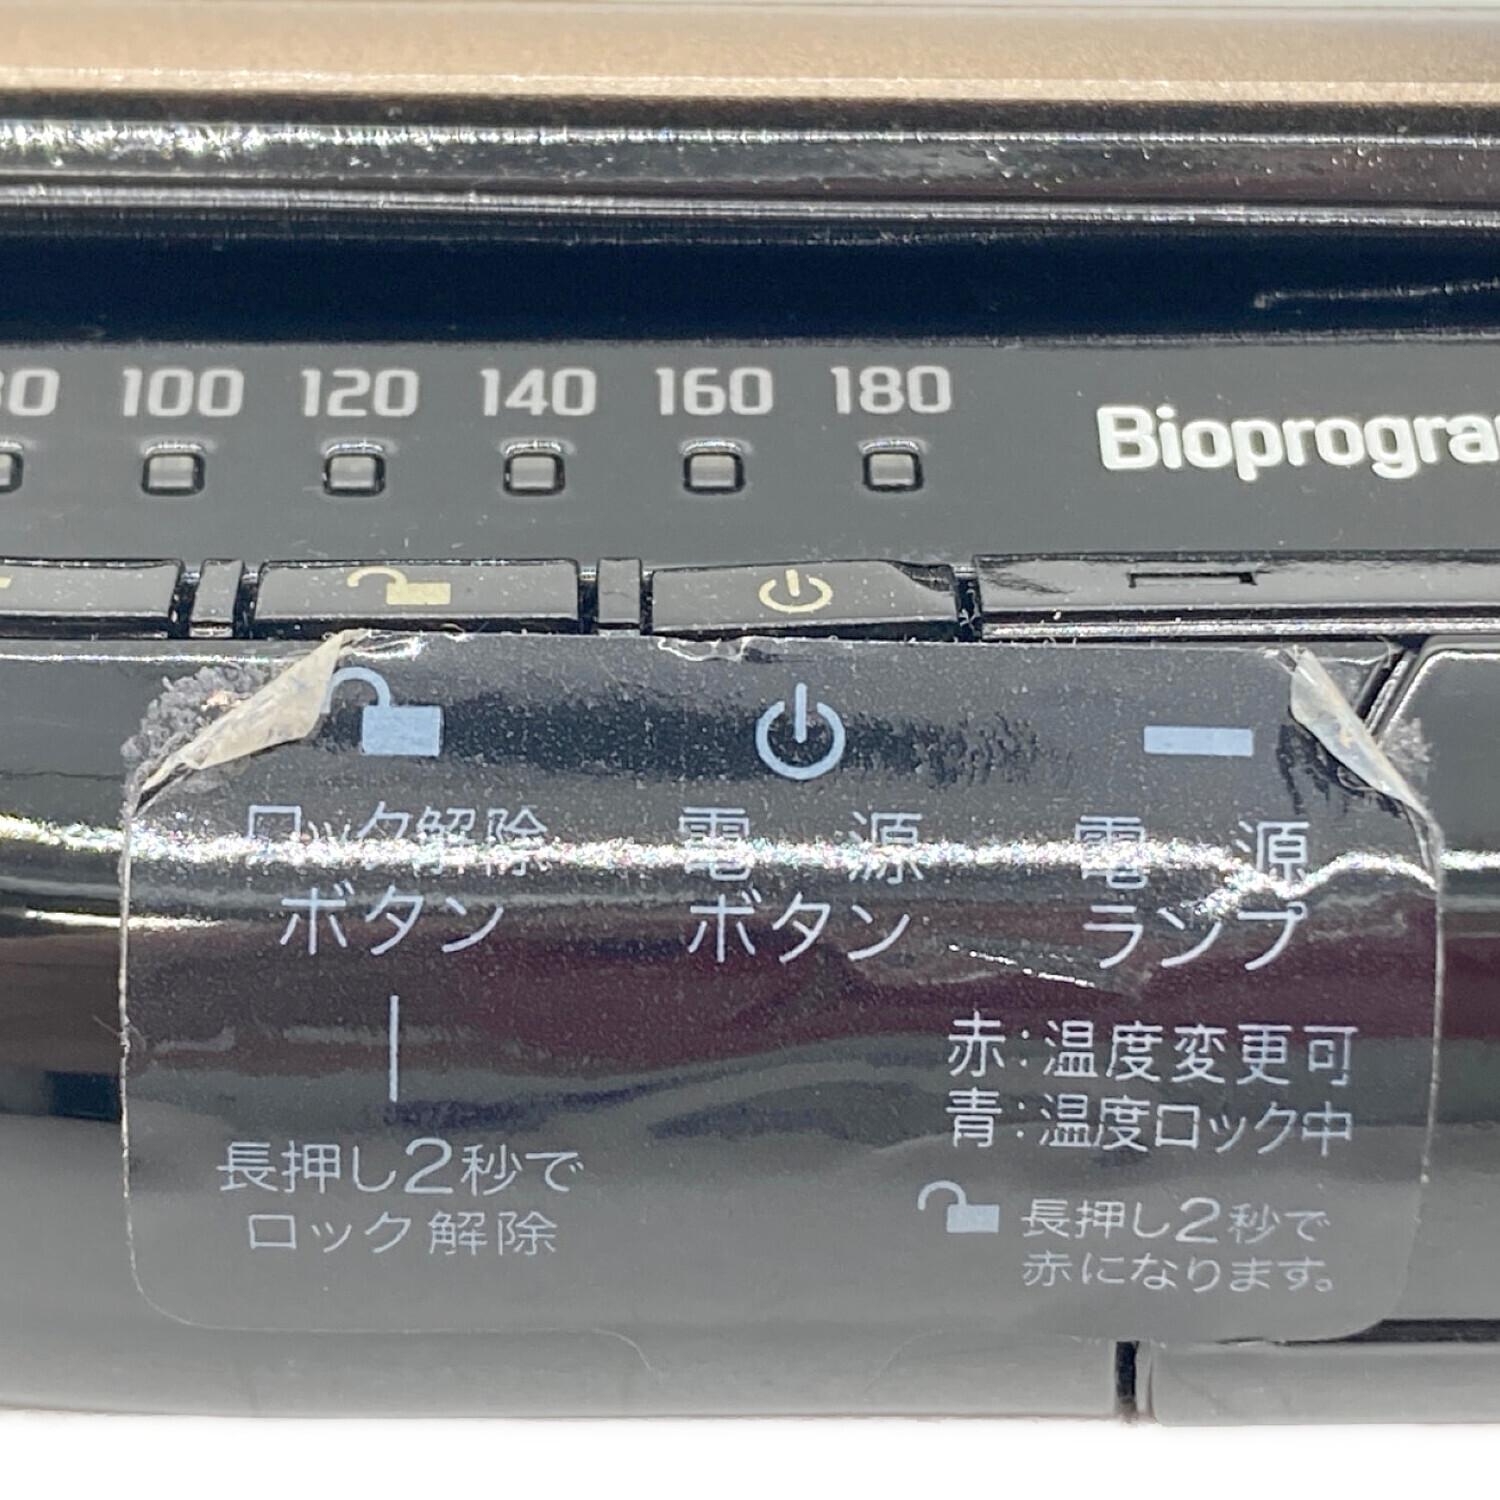 100 120 140 160 180
Bioprogra
ロック解除
ボタン
電源
ボタン
電源
ランプ
長押し2秒で
ロック解除
赤:温度変更可
青:温度ロック中
長押し2秒で
赤になります。